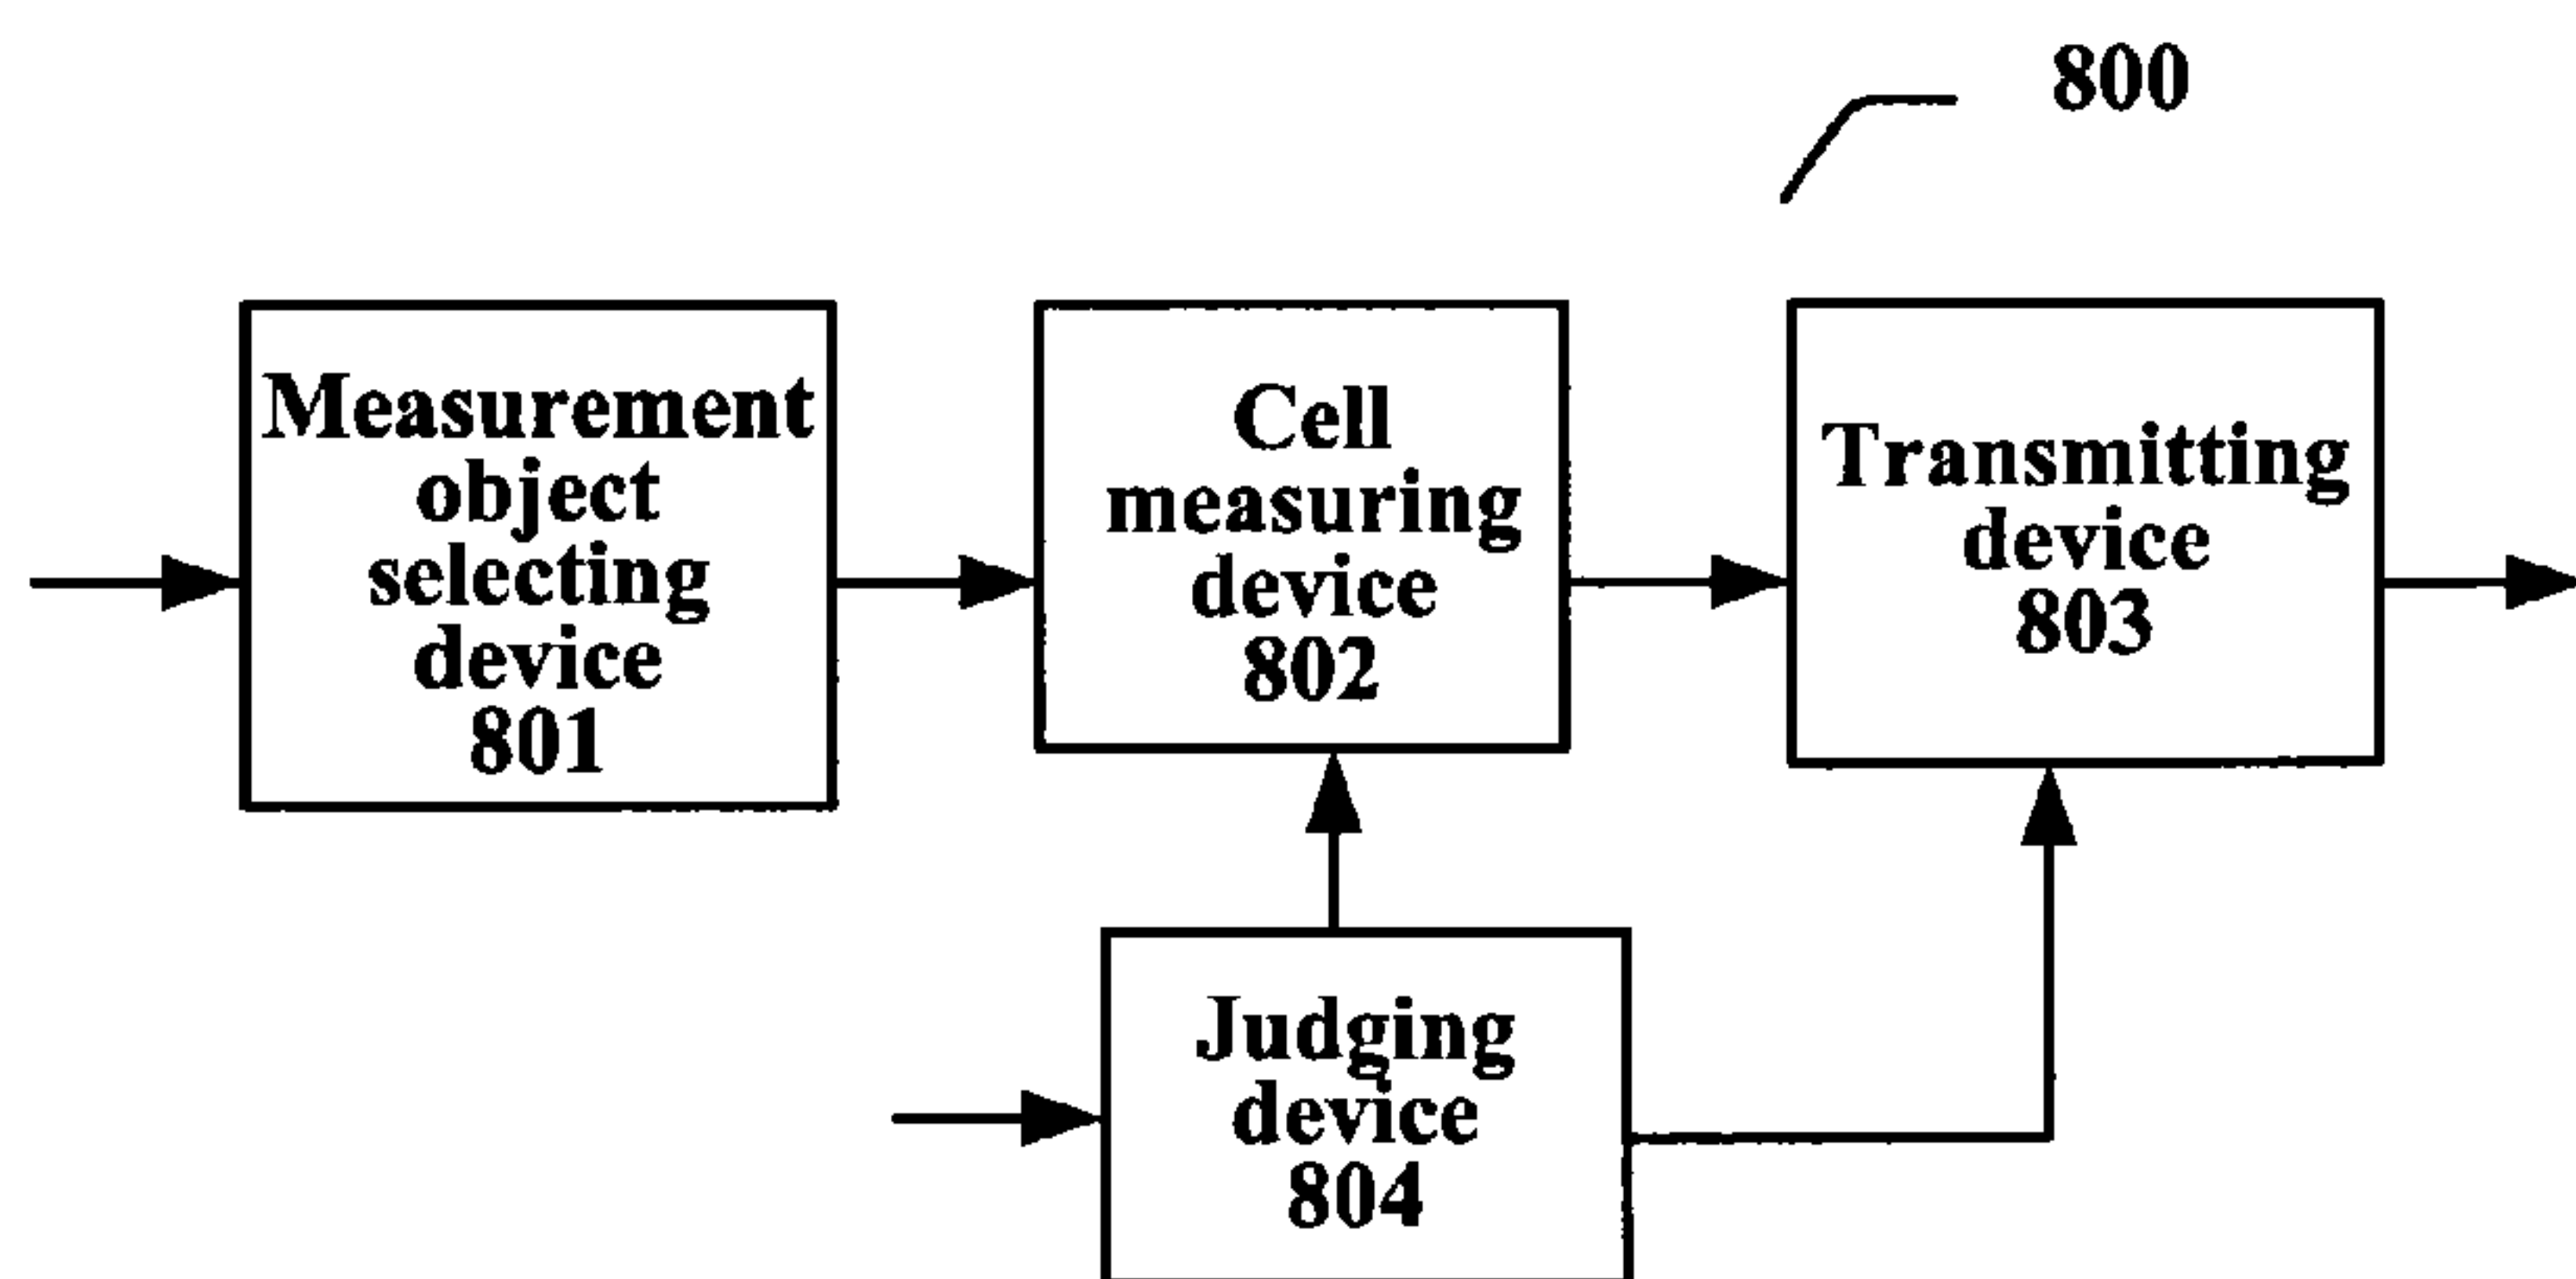 800
Measurement
object
selecting
device
801
Cell
measuring
device
802
Transmitting
device
803
Judging
device
804